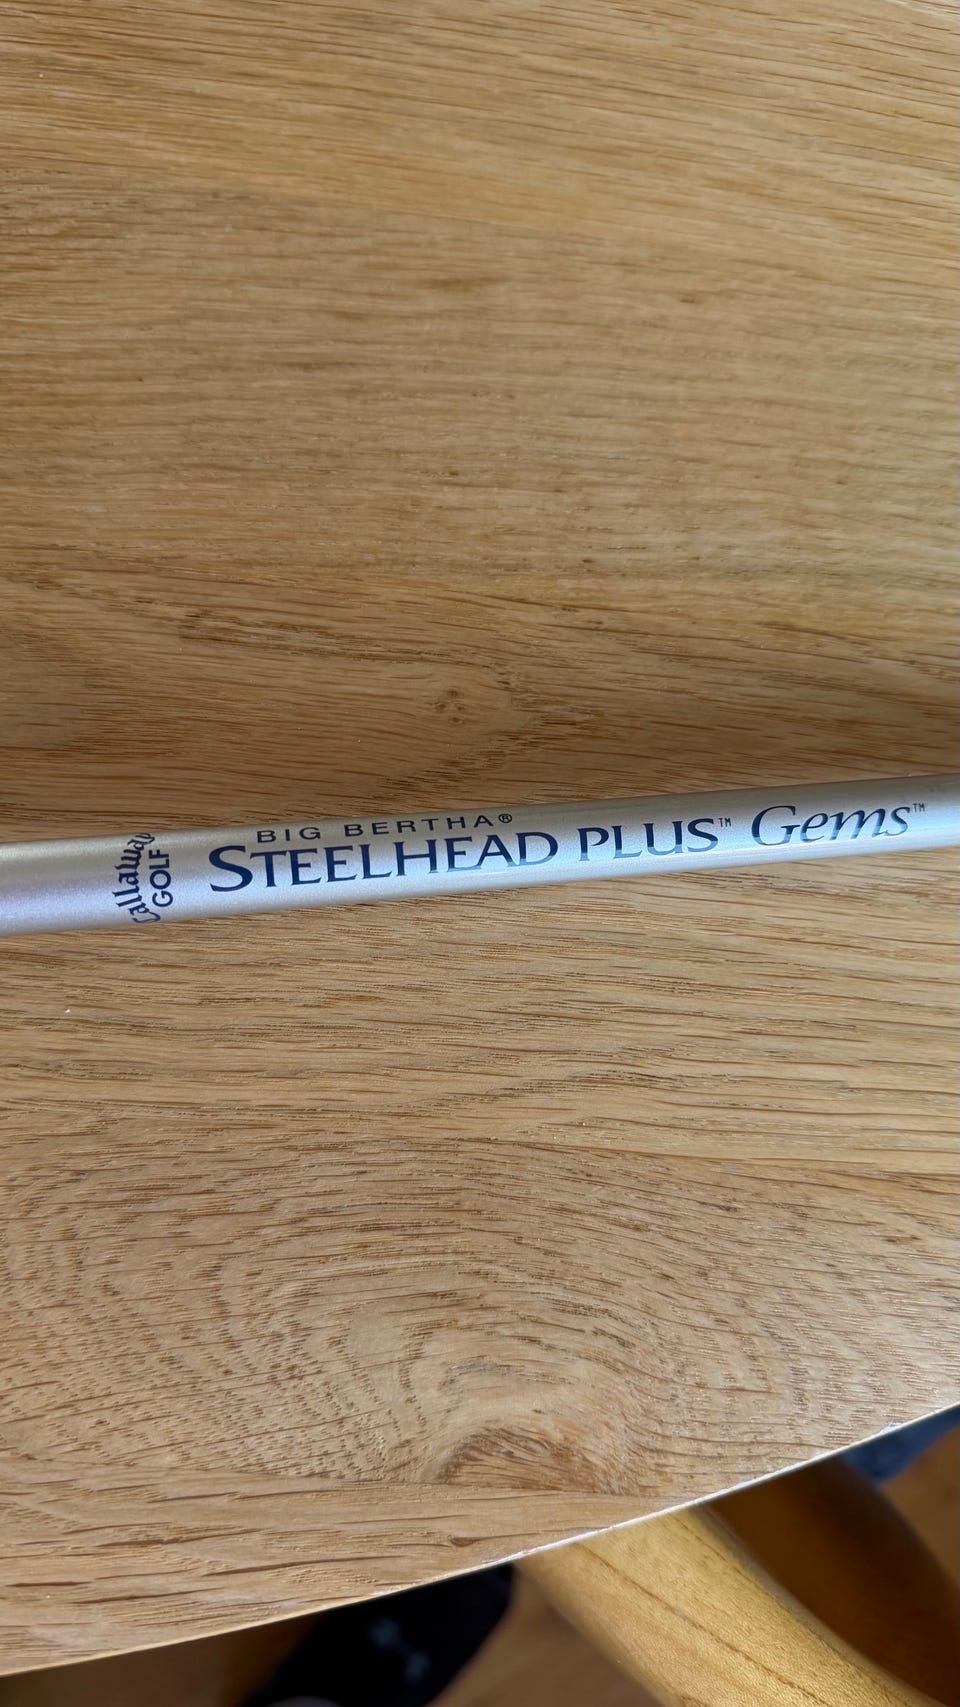 Callaway
GOLF
BIG BERTHA®
STEELHEAD PLUS™ Gems™